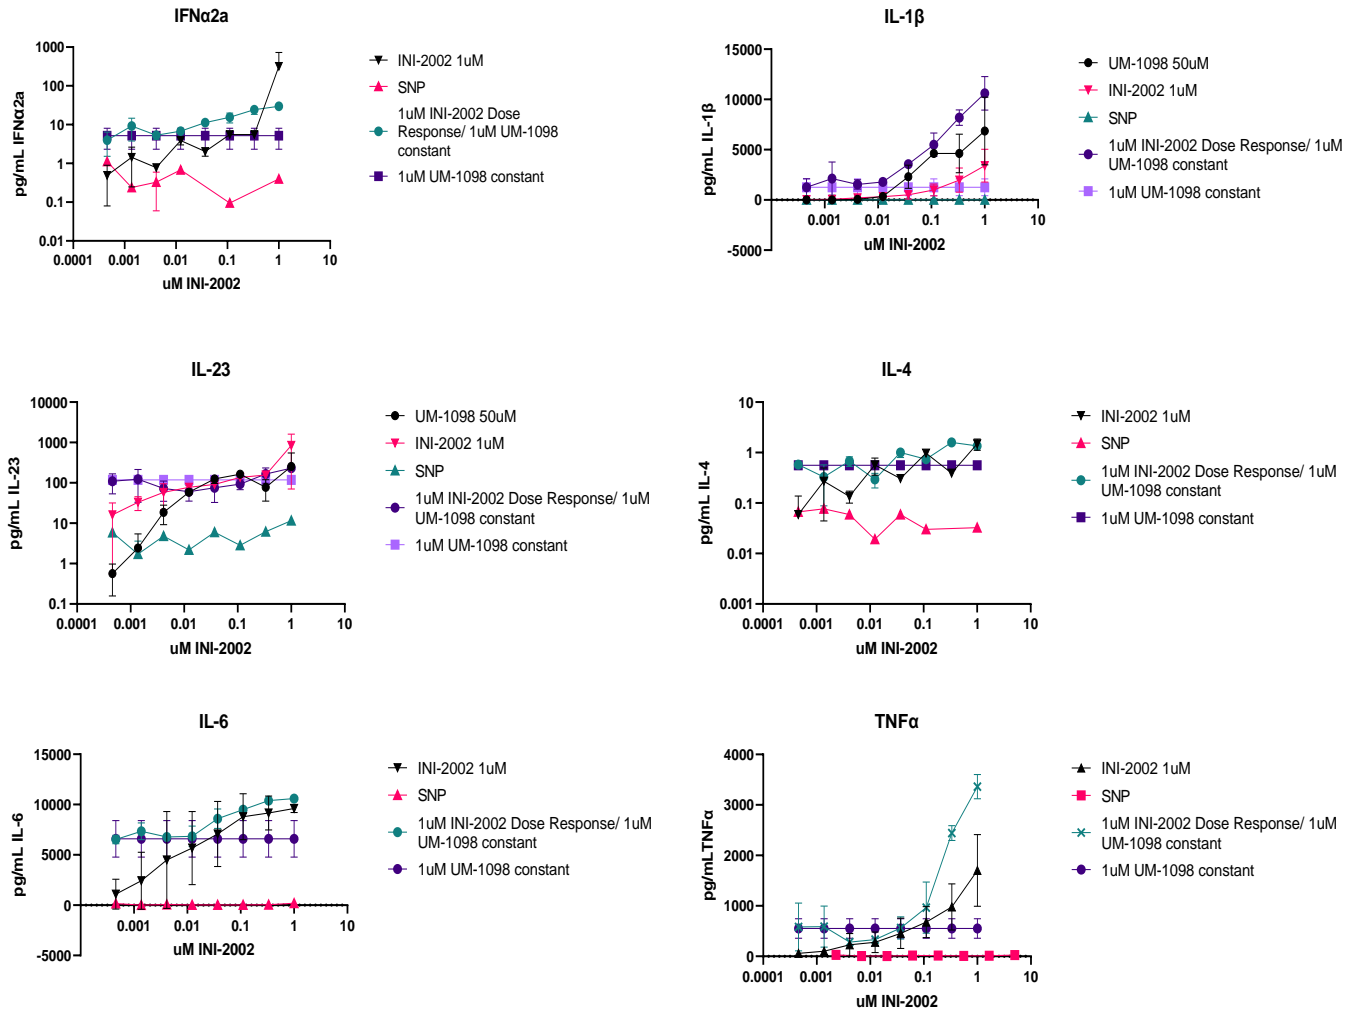 IFNα2a
pg/mL IFNα2a
1000
100
10
1
0.1
0.01
0.0001 0.001 0.01 0.1 1 10
uM INI-2002
INI-2002 1uM
SNP
1uM INI-2002 Dose
Response/ 1uM UM-1098
constant
1uM UM-1098 constant
IL-1β
pg/mL IL-1β
15000
10000
5000
0
-5000
0.001 0.01 0.1 1 10
uM INI-2002
UM-1098 50uM
INI-2002 1uM
SNP
1uM INI-2002 Dose Response/ 1uM
UM-1098 constant
1uM UM-1098 constant
IL-23
pg/mL IL-23
10000
1000
100
10
1
0.1
0.0001 0.001 0.01 0.1 1 10
uM INI-2002
UM-1098 50uM
INI-2002 1uM
SNP
1uM INI-2002 Dose Response/ 1uM
UM-1098 constant
1uM UM-1098 constant
IL-4
pg/mL IL-4
10
1
0.1
0.01
0.001
0.0001 0.001 0.01 0.1 1 10
uM INI-2002
INI-2002 1uM
SNP
1uM INI-2002 Dose Response/ 1uM
UM-1098 constant
1uM UM-1098 constant
IL-6
pg/mL IL-6
15000
10000
5000
0
-5000
0.001 0.01 0.1 1 10
uM INI-2002
INI-2002 1uM
SNP
1uM INI-2002 Dose Response/ 1uM
UM-1098 constant
1uM UM-1098 constant
TNFα
pg/mLTNFα
4000
3000
2000
1000
0
0.0001 0.001 0.01 0.1 1 10
uM INI-2002
INI-2002 1uM
SNP
1uM INI-2002 Dose Response/ 1uM
UM-1098 constant
1uM UM-1098 constant